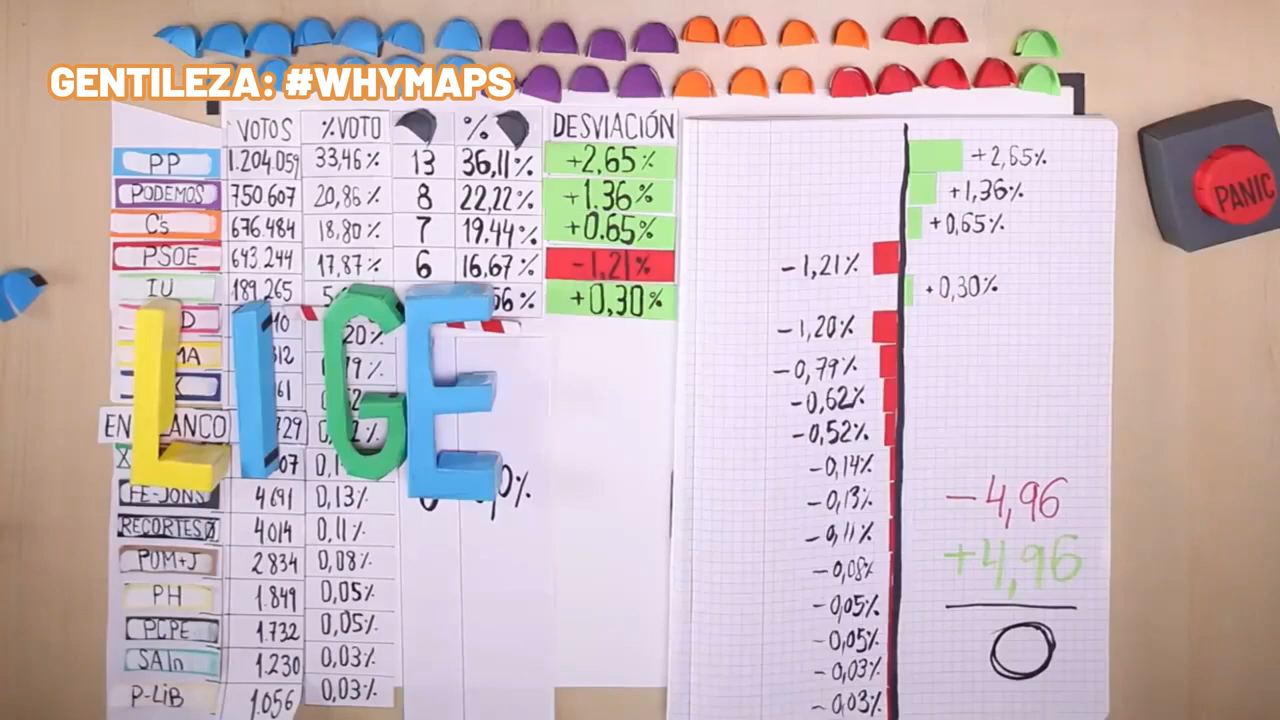 GENTILEZA: #WHYMAPS
VOTOS %VOTO % DESVIACIÓN
PP 1.204.059 33,46% 13 36,11% +2,65%
PODEMOS 750.607 20,86% 8 22,22% +1.36%
C's 676.484 18,80% 7 19.44% +0.65%
PSOE 643.244 17,87% 6 16,67% -1,21%
IU 189.265 +0,30%
LIGE
FE-JONS 4691 0,13%
RECORTES Ø 4014 0,11%
PUM+J 2834 0,08%
PH 1.849 0,05%
PCPE 1.732 0,05%
SAIn 1.230 0,03%
P-LiB 1.056 0,03%
+2,65%
+1,36%
+0,65%
-1,21%
+0,30%
-1,20%
-0,79%
-0,62%
-0,52%
-0,14%
-0,13%
-0,11%
-0,08%
-0,05%
-0,05%
-0,03%
-0,03%
-4,96
+4,96
0
PANIC